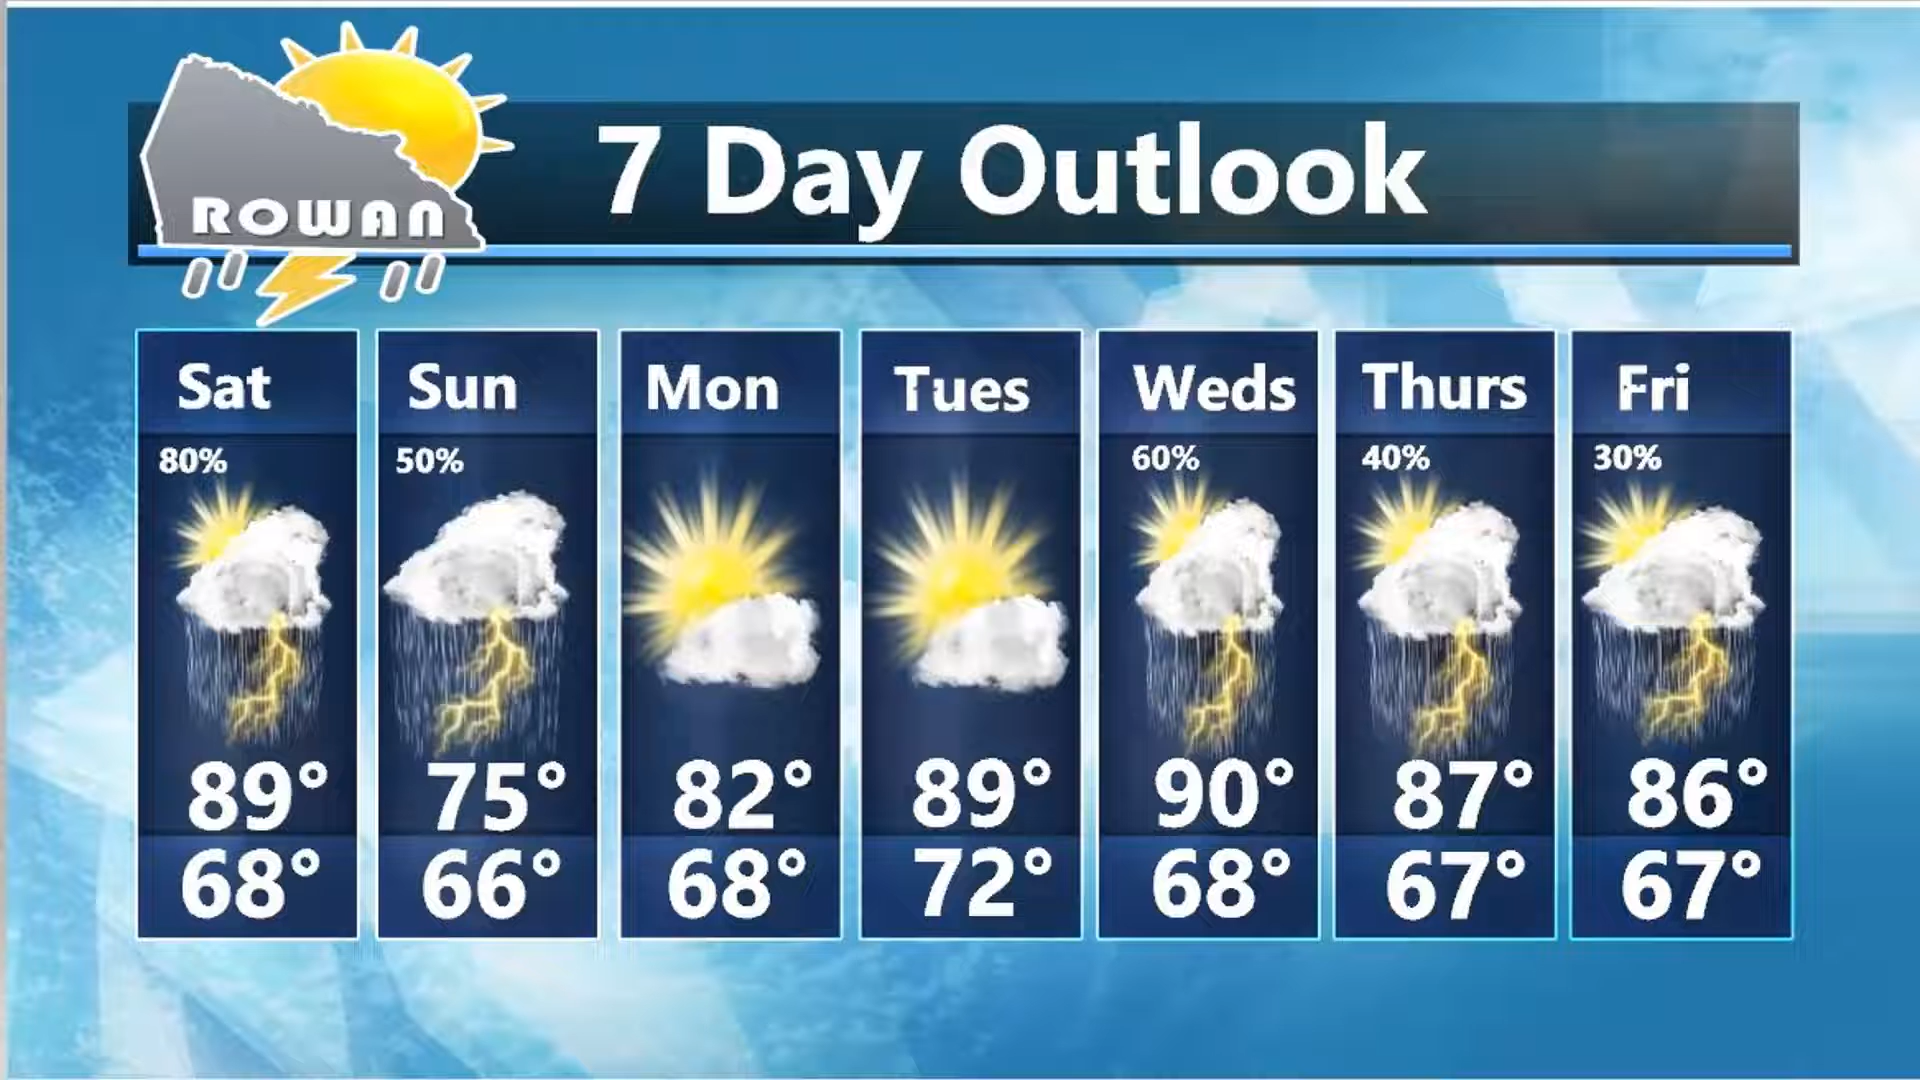 ROWAN
7 Day Outlook
Sat
80%
89°
68°
Sun
50%
75°
66°
Mon
82°
68°
Tues
89°
72°
Weds
60%
90°
68°
Thurs
40%
87°
67°
Fri
30%
86°
67°